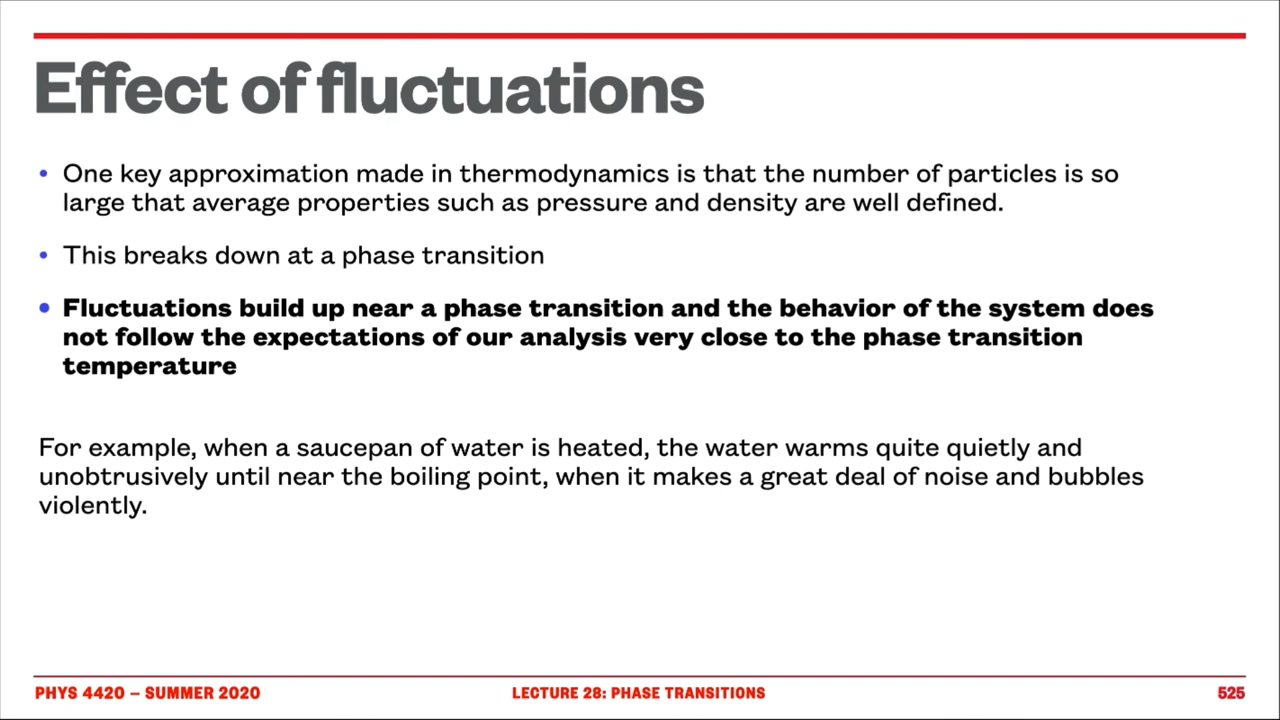 Effect of fluctuations
• One key approximation made in thermodynamics is that the number of particles is so
large that average properties such as pressure and density are well defined.
• This breaks down at a phase transition
• Fluctuations build up near a phase transition and the behavior of the system does
not follow the expectations of our analysis very close to the phase transition
temperature
For example, when a saucepan of water is heated, the water warms quite quietly and
unobtrusively until near the boiling point, when it makes a great deal of noise and bubbles
violently.
PHYS 4420 – SUMMER 2020 LECTURE 28: PHASE TRANSITIONS 525